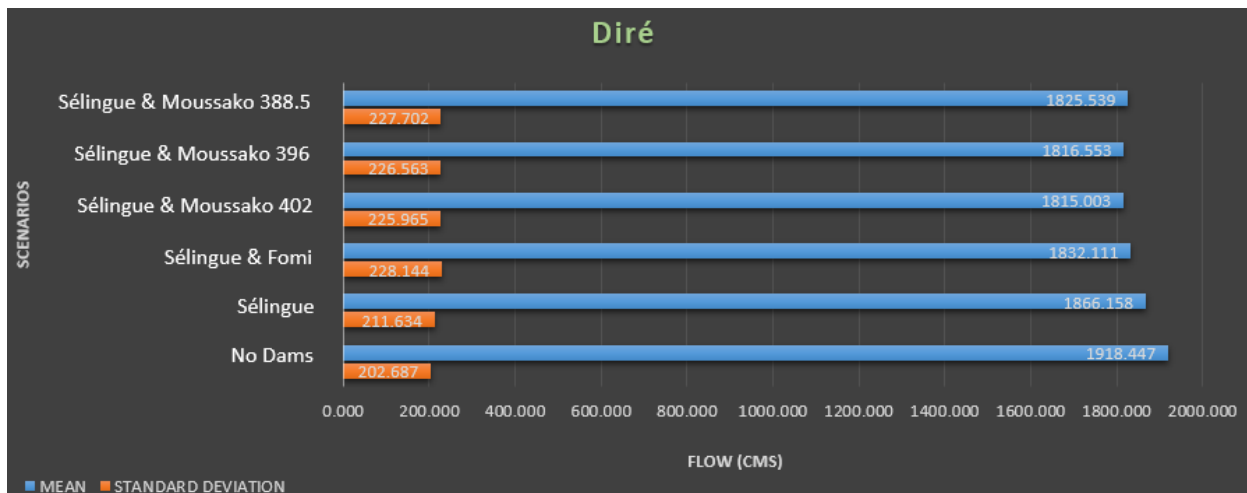 Diré
SCENARIOS
Sélingue & Moussako 388.5
1825.539
227.702
Sélingue & Moussako 396
1816.553
226.563
Sélingue & Moussako 402
1815.003
225.965
Sélingue & Fomi
1832.111
228.144
Sélingue
1866.158
211.634
No Dams
1918.447
202.687
0.000 200.000 400.000 600.000 800.000 1000.000 1200.000 1400.000 1600.000 1800.000 2000.000
FLOW (CMS)
MEAN STANDARD DEVIATION